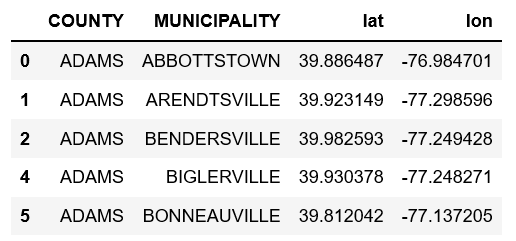 COUNTY MUNICIPALITY lat lon
0 ADAMS ABBOTTSTOWN 39.886487 -76.984701
1 ADAMS ARENDTSVILLE 39.923149 -77.298596
2 ADAMS BENDERSVILLE 39.982593 -77.249428
4 ADAMS BIGLERVILLE 39.930378 -77.248271
5 ADAMS BONNEAUVILLE 39.812042 -77.137205